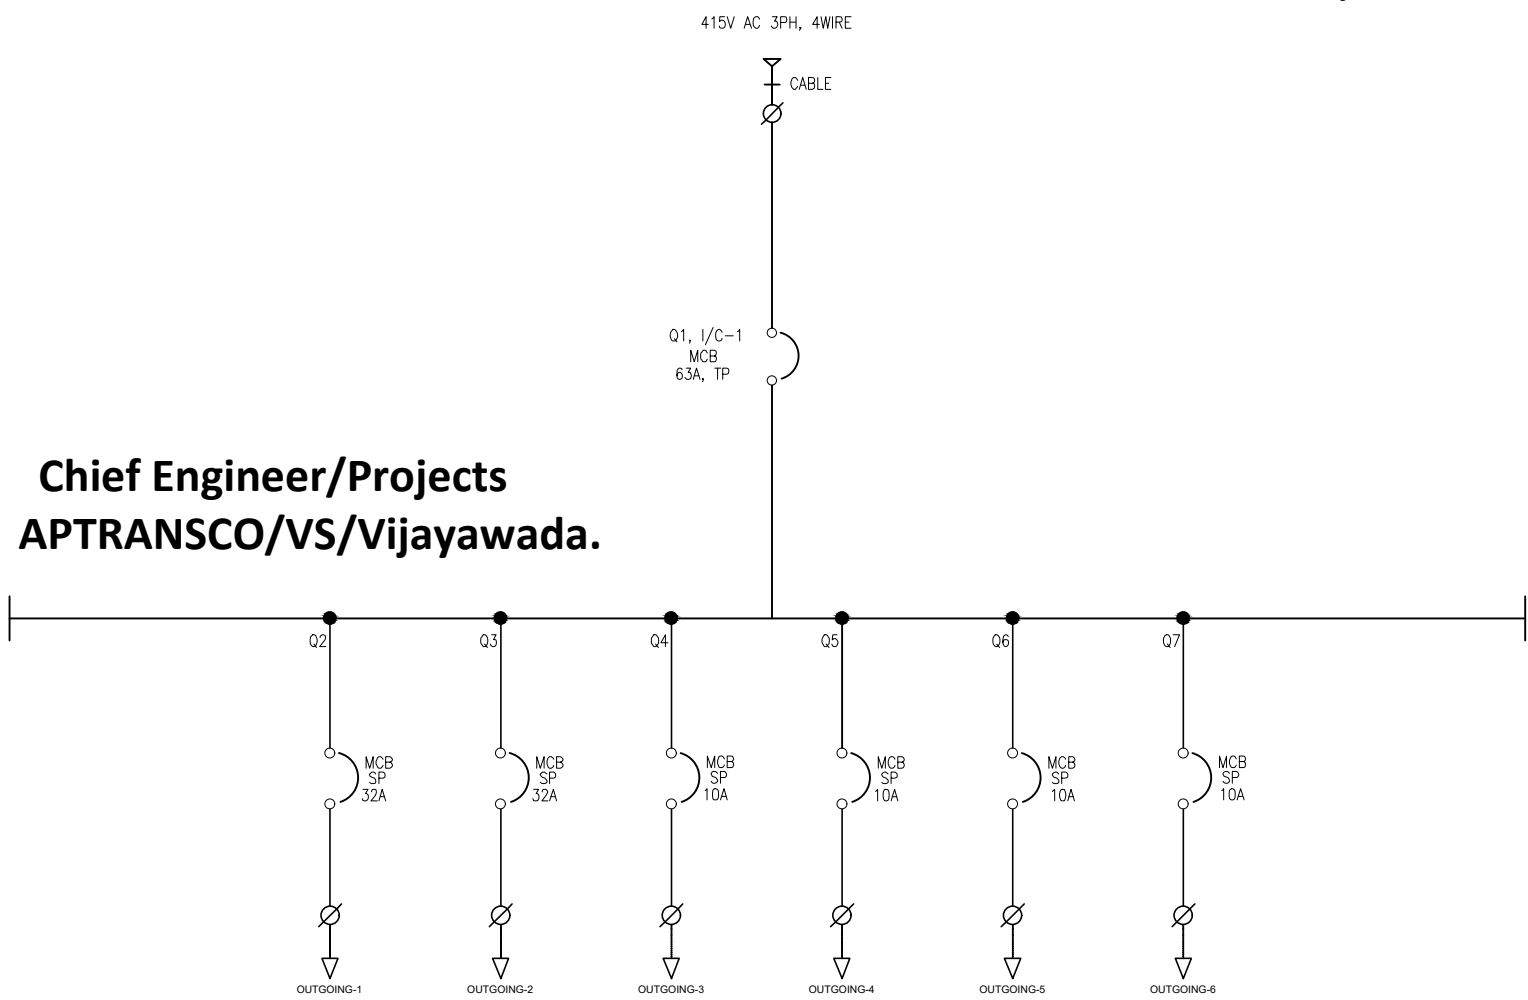 415V AC 3PH, 4WIRE
CABLE
Q1, I/C-1
MCB
63A, TP
Chief Engineer/Projects
APTRANSCO/VS/Vijayawada.
Q2
Q3
Q4
Q5
Q6
Q7
MCB
SP
32A
MCB
SP
32A
MCB
SP
10A
MCB
SP
10A
MCB
SP
10A
MCB
SP
10A
OUTGOING-1
OUTGOING-2
OUTGOING-3
OUTGOING-4
OUTGOING-5
OUTGOING-6